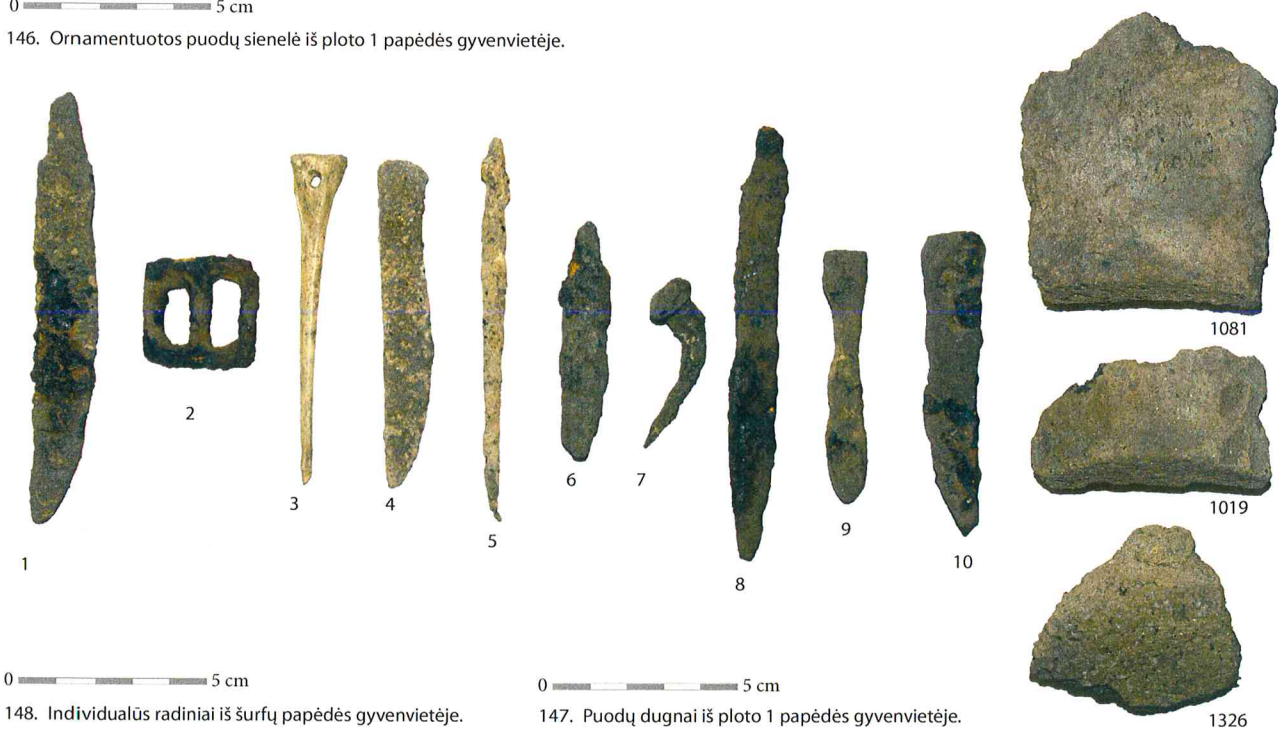 0 5 cm
146. Ornamentuotos puodų sienelė iš ploto 1 papėdės gyvenvietėje.
1
2
3
4
5
6
7
8
9
10
1081
1019
1326
0 5 cm
148. Individualūs radiniai iš šurfų papėdės gyvenvietėje.
0 5 cm
147. Puodų dugnai iš ploto 1 papėdės gyvenvietėje.